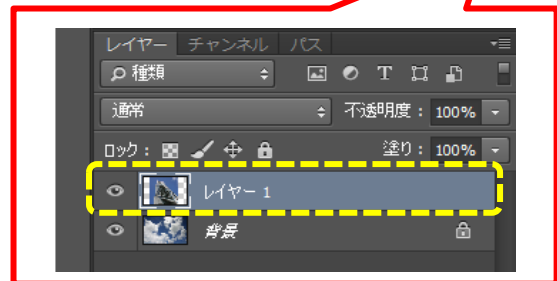 レイヤー チャンネル パス
種類
T
通常 不透明度： 100%
ロック： 塗り： 100%
レイヤー 1
背景